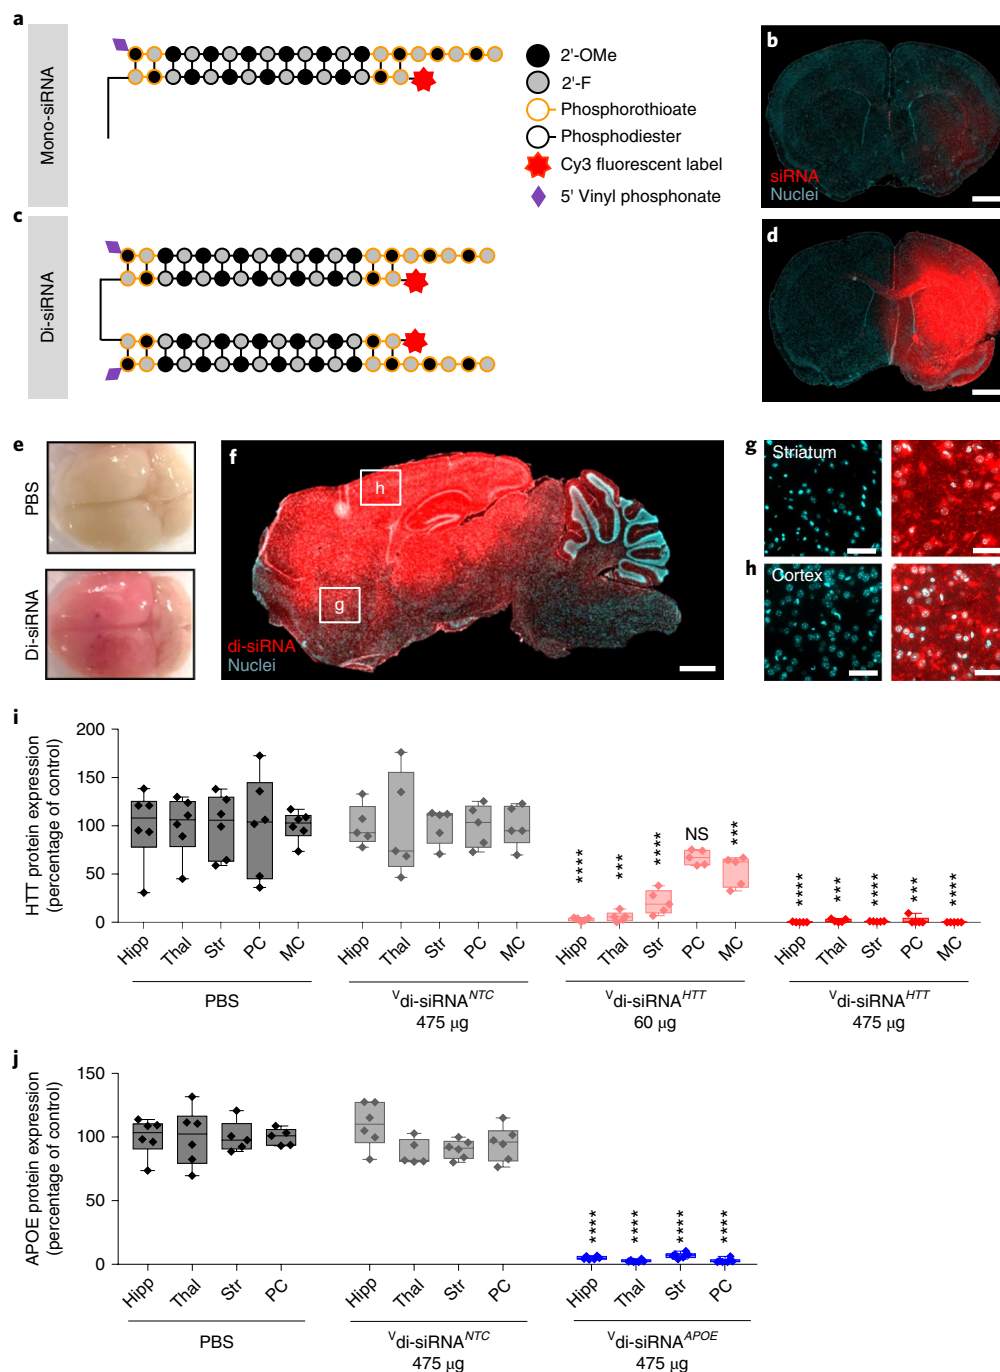 a
Mono-siRNA
2'-OMe
2'-F
Phosphorothioate
Phosphodiester
Cy3 fluorescent label
5' Vinyl phosphonate
b
siRNA
Nuclei
c
Di-siRNA
d
e
PBS
Di-siRNA
f
h
g
di-siRNA
Nuclei
g
Striatum
h
Cortex
i
HTT protein expression
(percentage of control)
200
150
100
50
0
****
***
****
NS
***
****
***
****
***
****
Hipp Thal Str PC MC Hipp Thal Str PC MC Hipp Thal Str PC MC Hipp Thal Str PC MC
PBS
Vdi-siRNANTC
475 µg
Vdi-siRNAHTT
60 µg
Vdi-siRNAHTT
475 µg
j
APOE protein expression
(percentage of control)
150
100
50
0
****
****
****
****
Hipp Thal Str PC Hipp Thal Str PC Hipp Thal Str PC
PBS
Vdi-siRNANTC
475 µg
Vdi-siRNAAPOE
475 µg